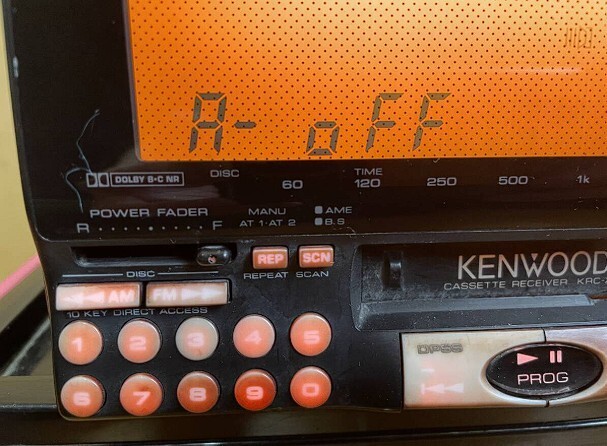 A- oFF
DOLBY B·C NR
DISC
TIME
60 120 250 500 1k
POWER FADER
MANU
AME
R F
AT 1·AT 2
B.S
DISC
REP SCN
REPEAT SCAN
KENWOOD
CASSETTE RECEIVER KRC-
AM FM
10 KEY DIRECT ACCESS
1 2 3 4 5
DPSS
PROG
6 7 8 9 0